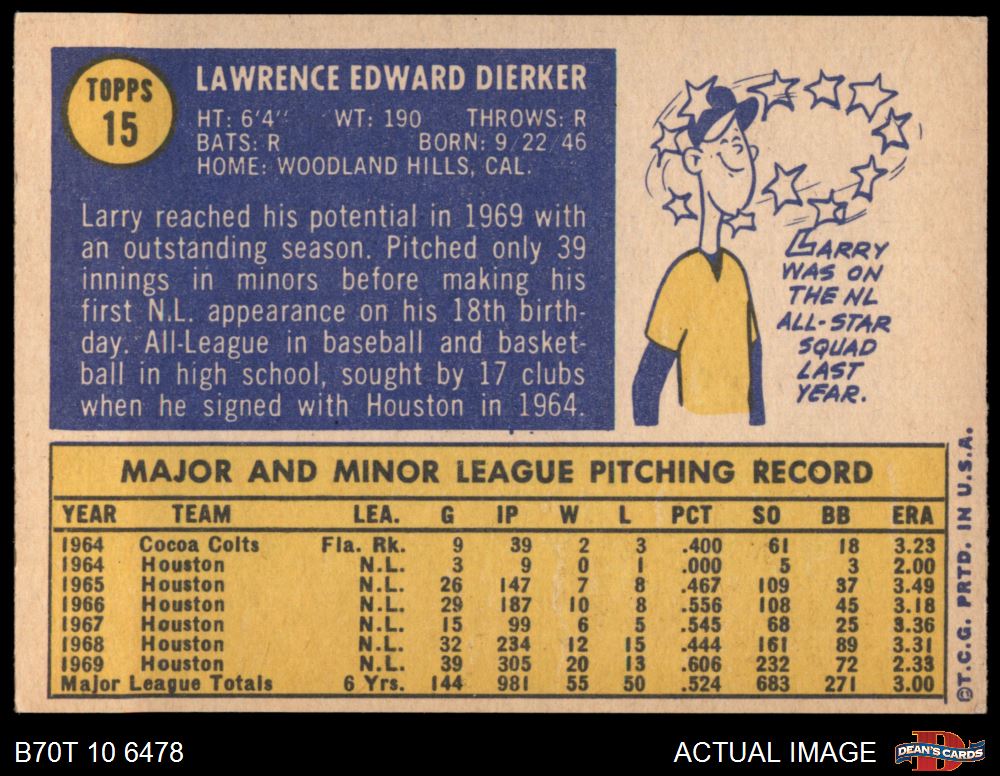 TOPPS
15
LAWRENCE EDWARD DIERKER
HT: 6'4" WT: 190 THROWS: R
BATS: R BORN: 9/22/46
HOME: WOODLAND HILLS, CAL.
Larry reached his potential in 1969 with
an outstanding season. Pitched only 39
innings in minors before making his
first N.L. appearance on his 18th birth-
day. All-League in baseball and basket-
ball in high school, sought by 17 clubs
when he signed with Houston in 1964.
LARRY
WAS ON
THE NL
ALL-STAR
SQUAD
LAST
YEAR.
MAJOR AND MINOR LEAGUE PITCHING RECORD
YEAR TEAM LEA. G IP W L PCT SO BB ERA
1964 Cocoa Colts Fla. Rk. 9 39 2 3 .400 61 18 3.23
1964 Houston N.L. 3 9 0 1 .000 5 3 2.00
1965 Houston N.L. 26 147 7 8 .467 109 37 3.49
1966 Houston N.L. 29 187 10 8 .556 108 45 3.18
1967 Houston N.L. 15 99 6 5 .545 68 25 3.36
1968 Houston N.L. 32 234 12 15 .444 161 89 3.31
1969 Houston N.L. 39 305 20 13 .606 232 72 2.33
Major League Totals 6 Yrs. 144 981 55 50 .524 683 271 3.00
©T.C.G. PRTD. IN U.S.A.
B70T 10 6478
ACTUAL IMAGE
DEAN'S CARDS